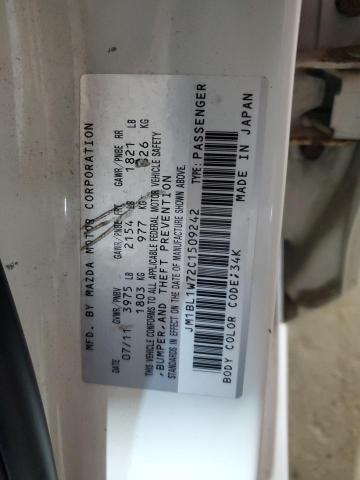 MFD. BY MAZDA MOTOR CORPORATION
DATE GVWR/PNBV GAWR/PNBE FRT GAWR/PNBE RR
07/11 3975 LB 2154 LB 1821 LB
1803 KG 977 KG 826 KG
THIS VEHICLE CONFORMS TO ALL APPLICABLE FEDERAL MOTOR VEHICLE SAFETY
,BUMPER,AND THEFT PREVENTION
STANDARDS IN EFFECT ON THE DATE OF MANUFACTURE SHOWN ABOVE.
JM1BL1W72C1509242 TYPE: PASSENGER
BODY COLOR CODE:34K MADE IN JAPAN